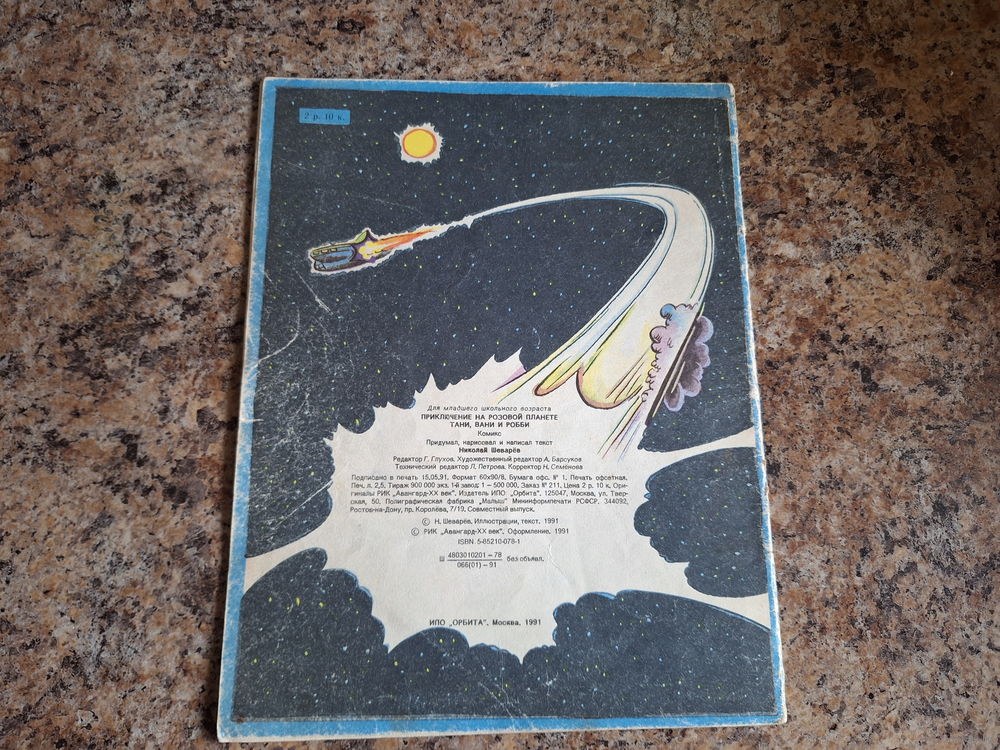 2 р. 10 к.
Для младшего школьного возраста
ПРИКЛЮЧЕНИЕ НА РОЗОВОЙ ПЛАНЕТЕ
ТАНИ, ВАНИ И РОББИ
Комикс
Придумал, нарисовал и написал текст
Николай Шеварёв
Редактор Г. Глухов. Художественный редактор А. Барсуков
Технический редактор Л. Петрова. Корректор Н. Семёнова
Подписано в печать 15.05.91. Формат 60х90/8. Бумага офс. № 1. Печать офсетная.
Печ. л. 2,5. Тираж 900 000 экз. 1-й завод: 1 – 500 000. Заказ № 211. Цена 2 р. 10 к. Ори-
гиналы РИК „Авангард-XX век". Издатель ИПО: „Орбита". 125047, Москва, ул. Твер-
ская, 50. Полиграфическая фабрика „Малыш" Мининформпечати РСФСР. 344092,
Ростов-на-Дону, пр. Королёва, 7/19. Совместный выпуск.
© Н. Шеварёв. Иллюстрации, текст. 1991
© РИК „Авангард-XX век". Оформление. 1991
ISBN. 5-85210-078-1
Ш 4803010201 – 78 без объявл.
066(01) – 91
ИПО „ОРБИТА". Москва. 1991